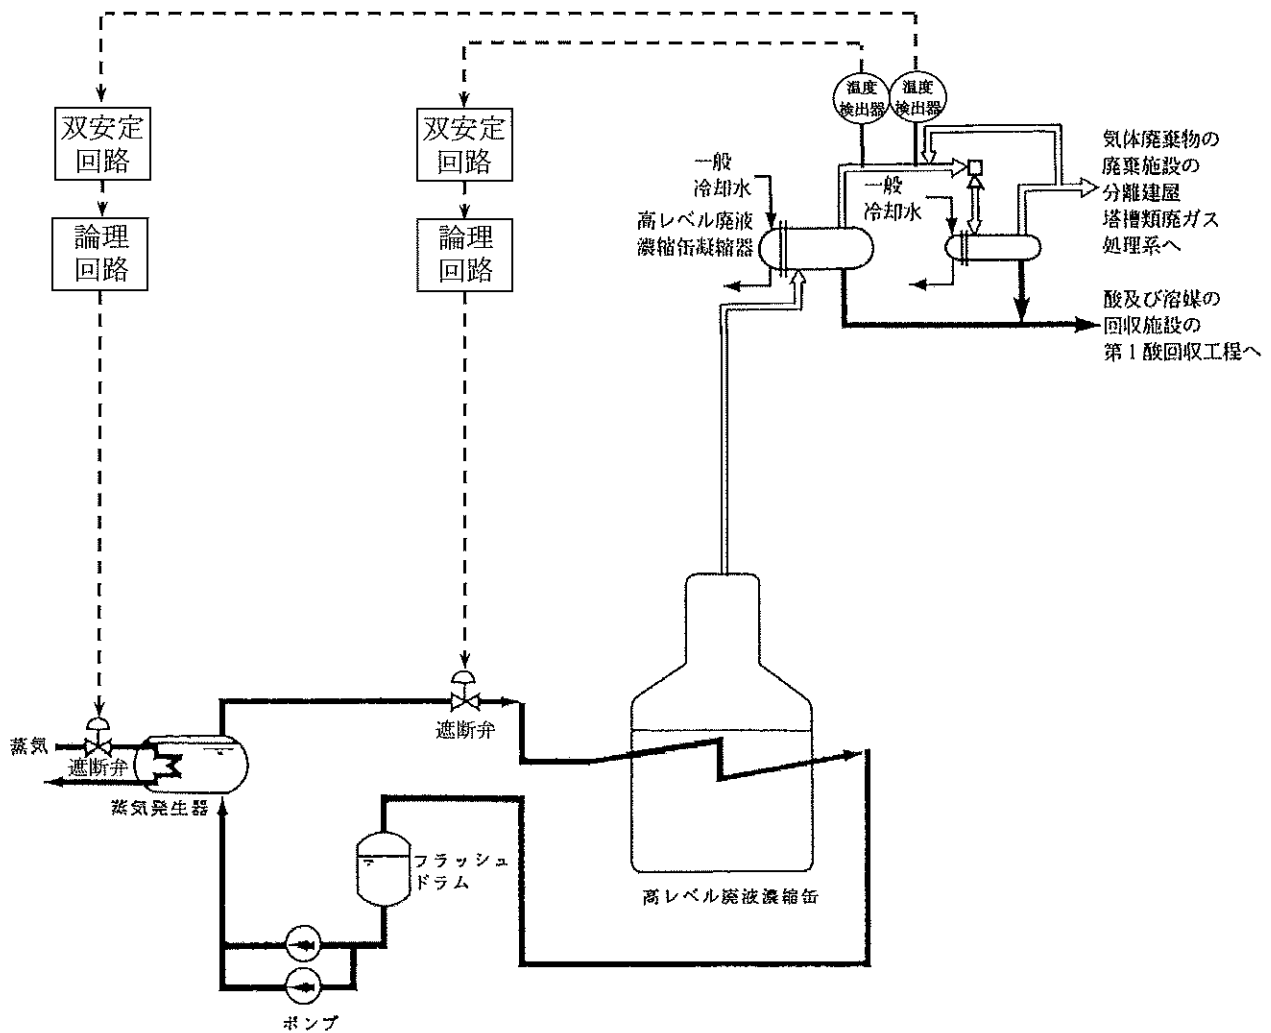 温度
検出器
温度
検出器
双安定
回路
双安定
回路
論理
回路
論理
回路
一般
冷却水
高レベル廃液
濃縮缶凝縮器
一般
冷却水
気体廃棄物の
廃棄施設の
分離建屋
塔槽類廃ガス
処理系へ
酸及び溶媒の
回収施設の
第1酸回収工程へ
遮断弁
蒸気
遮断弁
蒸気発生器
フラッシュ
ドラム
高レベル廃液濃縮缶
ポンプ